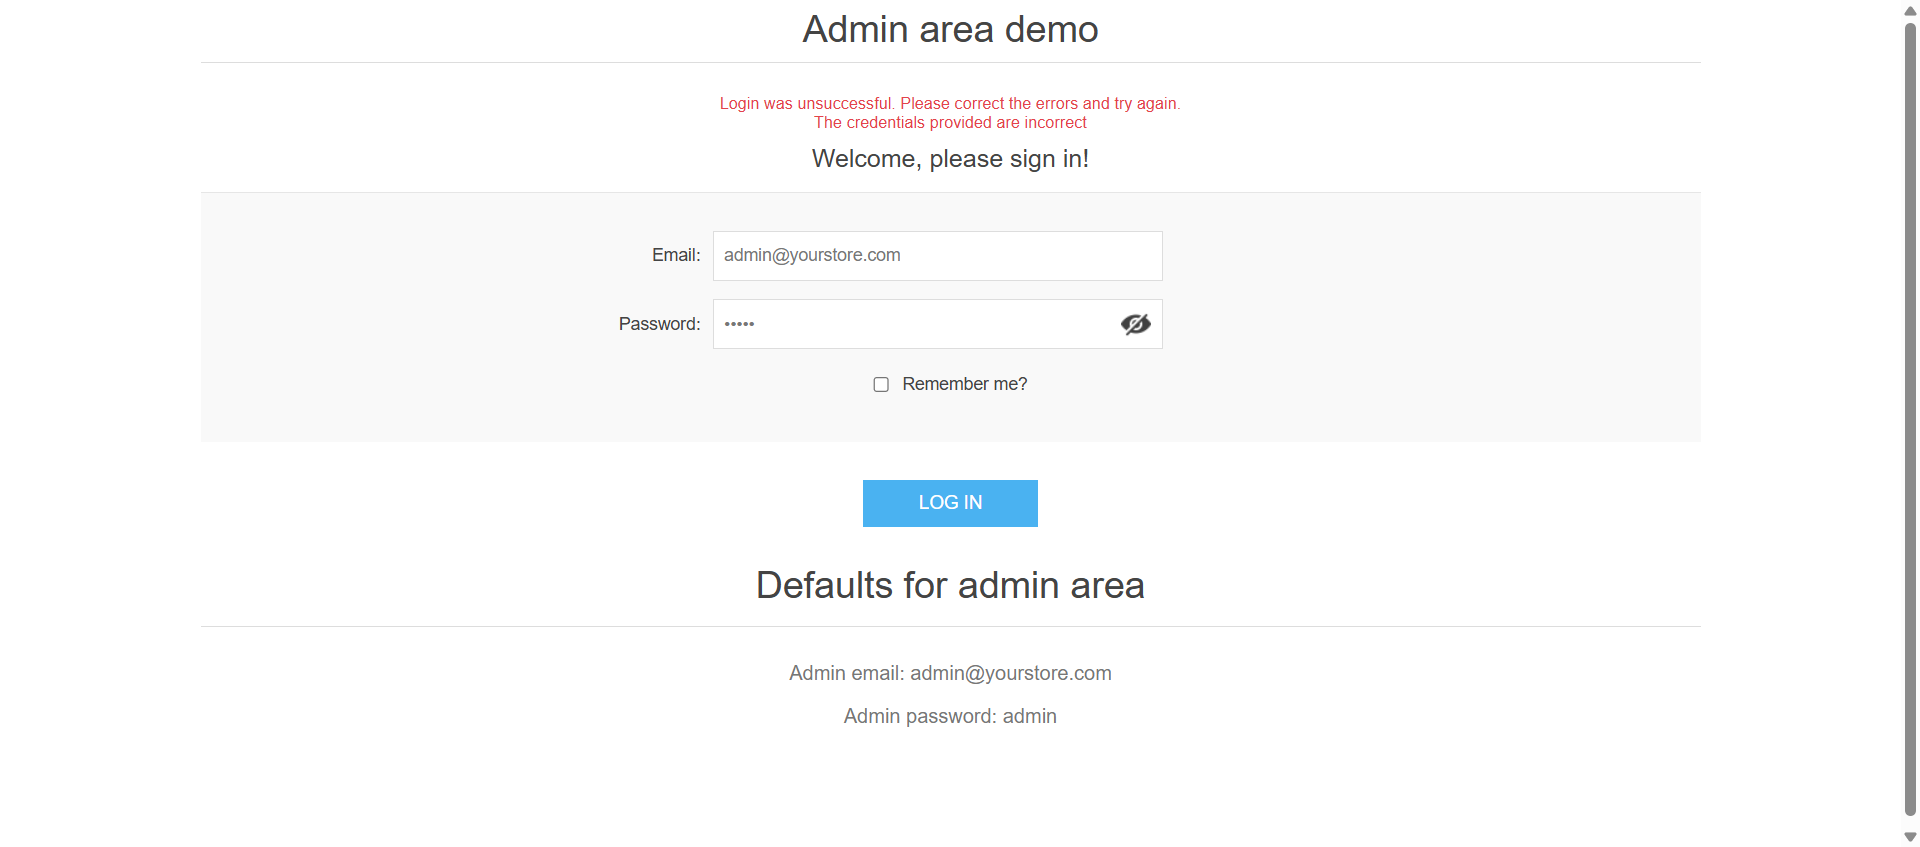 Admin area demo
Login was unsuccessful. Please correct the errors and try again.
The credentials provided are incorrect
Welcome, please sign in!
Email: admin@yourstore.com
Password: •••••
Remember me?
LOG IN
Defaults for admin area
Admin email: admin@yourstore.com
Admin password: admin